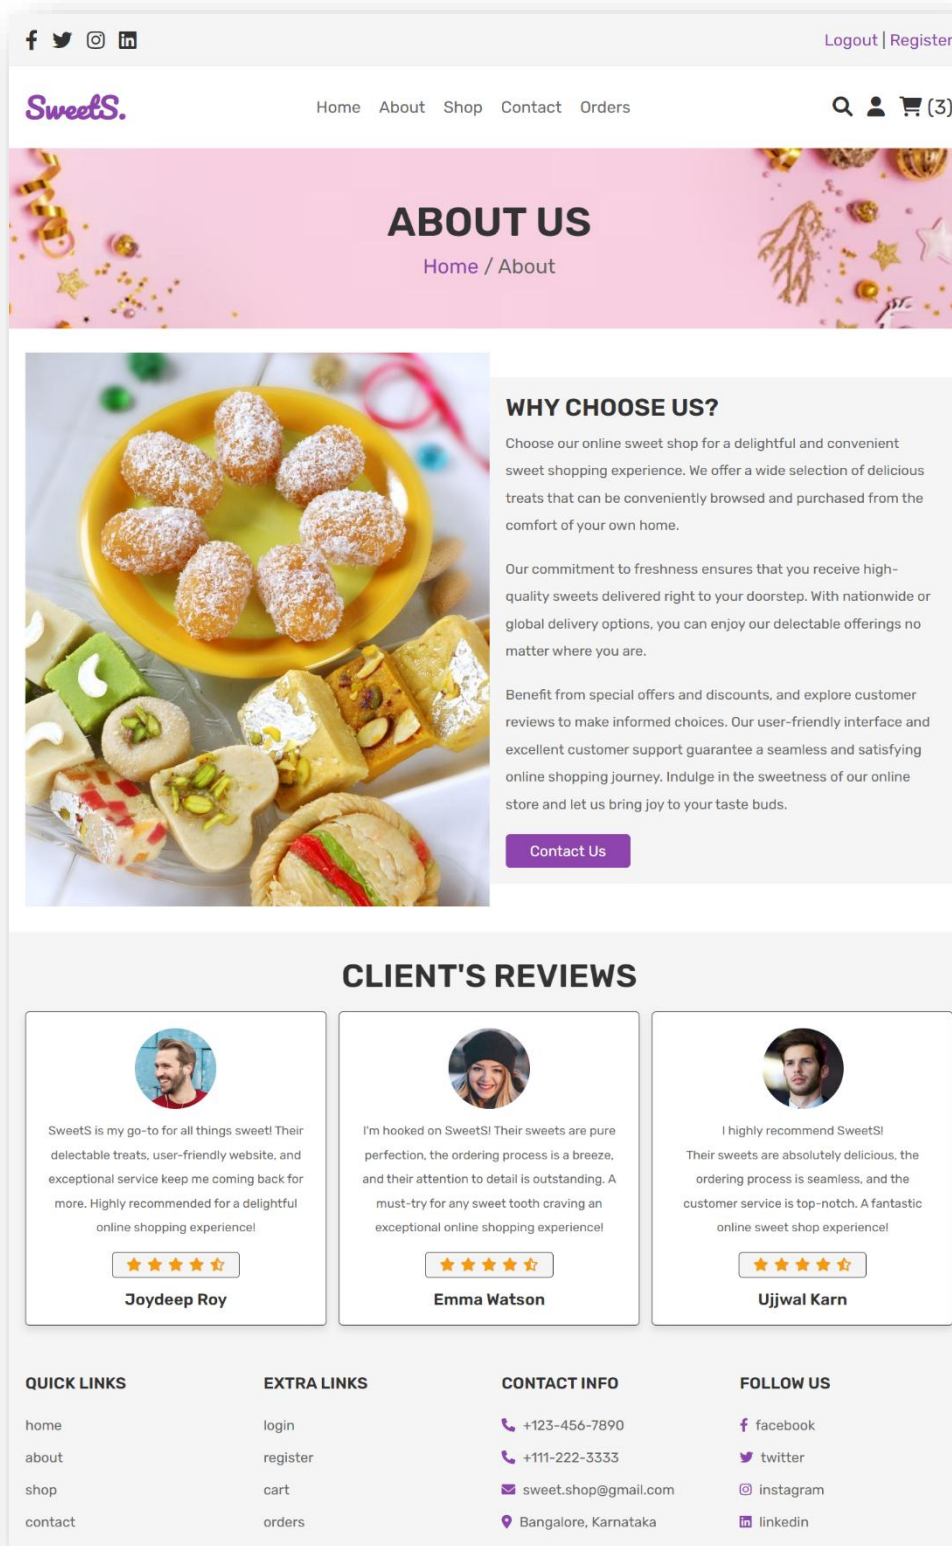 Logout | Register
SweetS.
Home About Shop Contact Orders
(3)
ABOUT US
Home / About
WHY CHOOSE US?
Choose our online sweet shop for a delightful and convenient
sweet shopping experience. We offer a wide selection of delicious
treats that can be conveniently browsed and purchased from the
comfort of your own home.
Our commitment to freshness ensures that you receive high-
quality sweets delivered right to your doorstep. With nationwide or
global delivery options, you can enjoy our delectable offerings no
matter where you are.
Benefit from special offers and discounts, and explore customer
reviews to make informed choices. Our user-friendly interface and
excellent customer support guarantee a seamless and satisfying
online shopping journey. Indulge in the sweetness of our online
store and let us bring joy to your taste buds.
Contact Us
CLIENT'S REVIEWS
SweetS is my go-to for all things sweet! Their
delectable treats, user-friendly website, and
exceptional service keep me coming back for
more. Highly recommended for a delightful
online shopping experience!
Joydeep Roy
I'm hooked on SweetS! Their sweets are pure
perfection, the ordering process is a breeze,
and their attention to detail is outstanding. A
must-try for any sweet tooth craving an
exceptional online shopping experience!
Emma Watson
I highly recommend SweetS!
Their sweets are absolutely delicious, the
ordering process is seamless, and the
customer service is top-notch. A fantastic
online sweet shop experience!
Ujjwal Karn
QUICK LINKS
home
about
shop
contact
EXTRA LINKS
login
register
cart
orders
CONTACT INFO
+123-456-7890
+111-222-3333
sweet.shop@gmail.com
Bangalore, Karnataka
FOLLOW US
facebook
twitter
instagram
linkedin